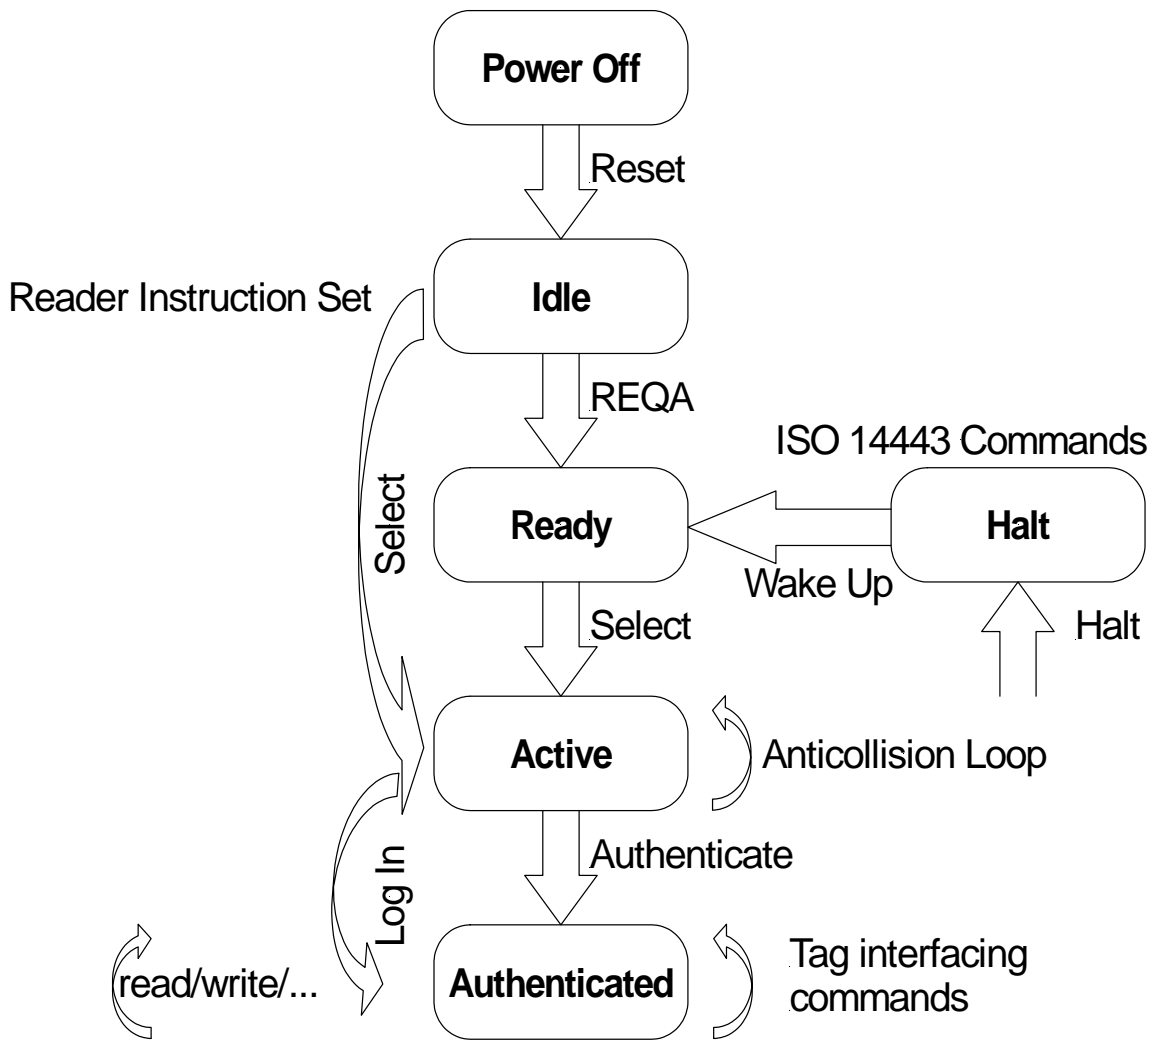 Power Off
Reset
Reader Instruction Set
Idle
REQA
ISO 14443 Commands
Select
Ready
Halt
Wake Up
Select
Halt
Active
Anticollision Loop
Authenticate
Log In
read/write/...
Authenticated
Tag interfacing
commands